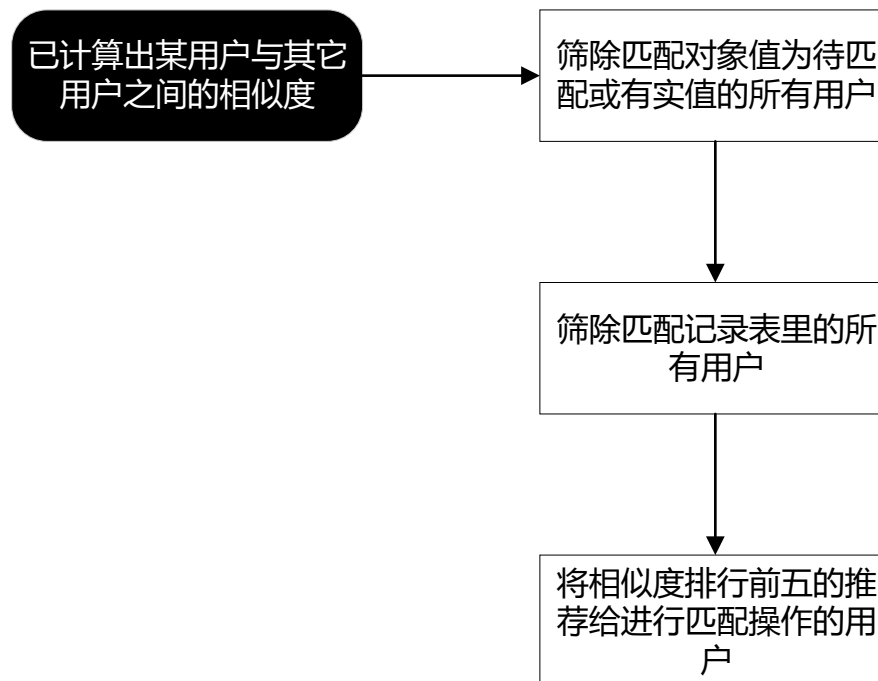 已计算出某用户与其它
用户之间的相似度
筛除匹配对象值为待匹
配或有实值的所有用户
筛除匹配记录表里的所
有用户
将相似度排行前五的推
荐给进行匹配操作的用
户